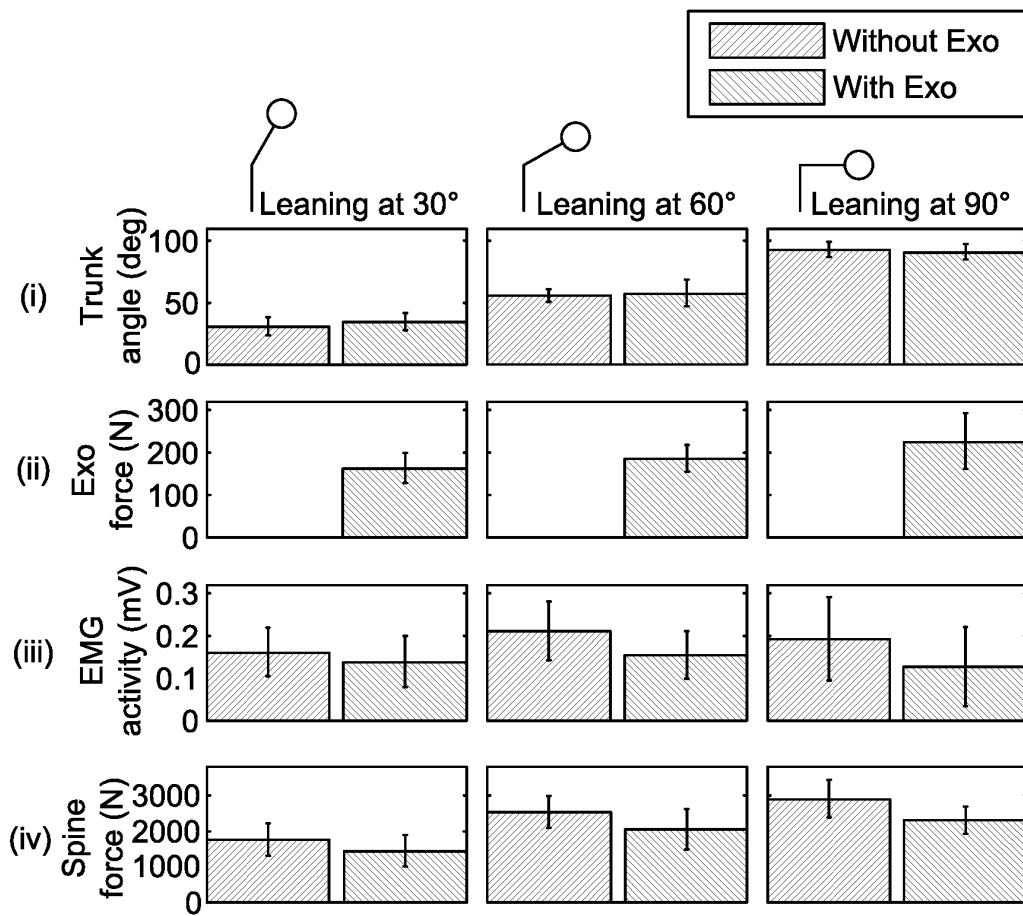 Without Exo
With Exo
Leaning at 30°
Leaning at 60°
Leaning at 90°
(i)
Trunk
angle (deg)
100
50
0
(ii)
Exo
force (N)
300
200
100
0
(iii)
EMG
activity (mV)
0.3
0.2
0.1
0
(iv)
Spine
force (N)
3000
2000
1000
0